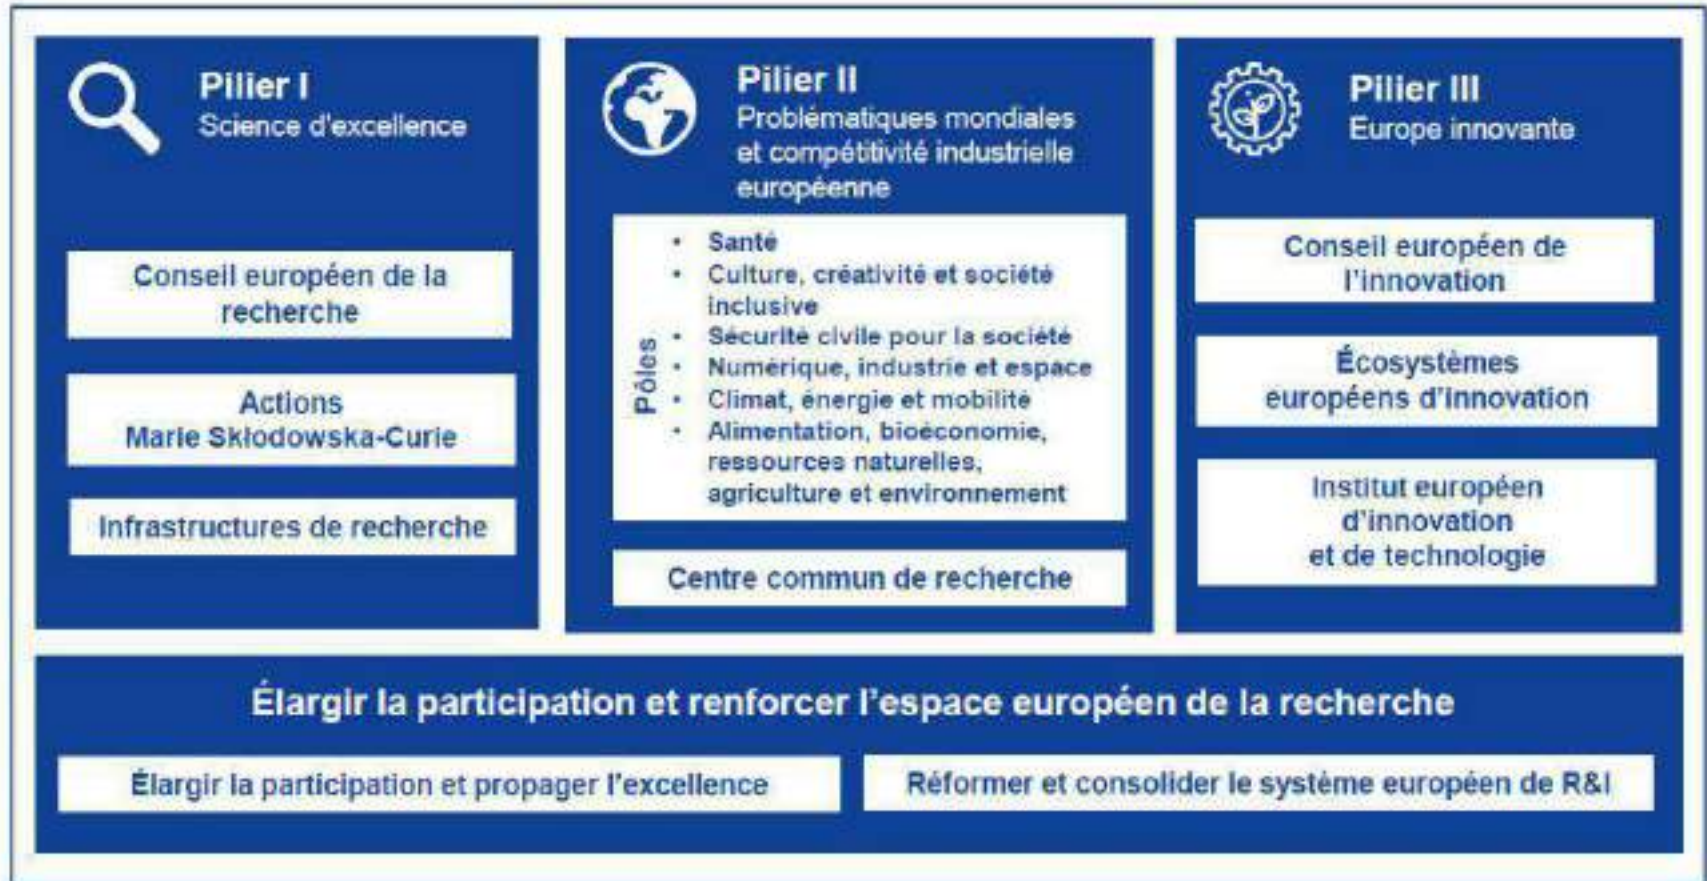 Pilier I
Science d'excellence
Conseil européen de la
recherche
Actions
Marie Skłodowska-Curie
Infrastructures de recherche
Pilier II
Problématiques mondiales
et compétitivité industrielle
européenne
Pôles
• Santé
• Culture, créativité et société
inclusive
• Sécurité civile pour la société
• Numérique, industrie et espace
• Climat, énergie et mobilité
• Alimentation, bioéconomie,
ressources naturelles,
agriculture et environnement
Centre commun de recherche
Pilier III
Europe innovante
Conseil européen de
l'innovation
Écosystèmes
européens d'innovation
Institut européen
d'innovation
et de technologie
Élargir la participation et renforcer l'espace européen de la recherche
Élargir la participation et propager l'excellence
Réformer et consolider le système européen de R&I